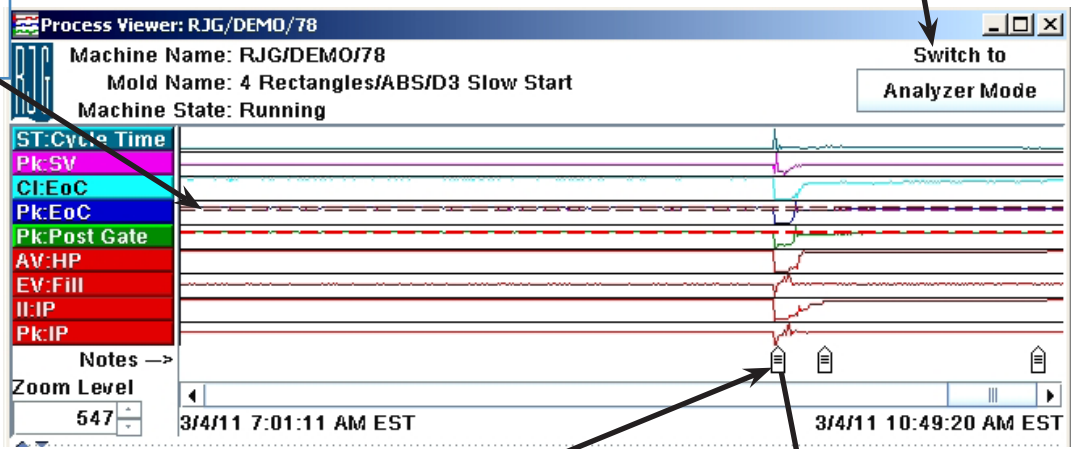 Process Viewer: RJG/DEMO/78
RJG
Machine Name: RJG/DEMO/78
Mold Name: 4 Rectangles/ABS/D3 Slow Start
Machine State: Running
Switch to
Analyzer Mode
ST:Cycle Time
Pk:SV
CI:EoC
Pk:EoC
Pk:Post Gate
AV:HP
EV:Fill
II:IP
Pk:IP
Notes —>
Zoom Level
547
3/4/11 7:01:11 AM EST
3/4/11 10:49:20 AM EST